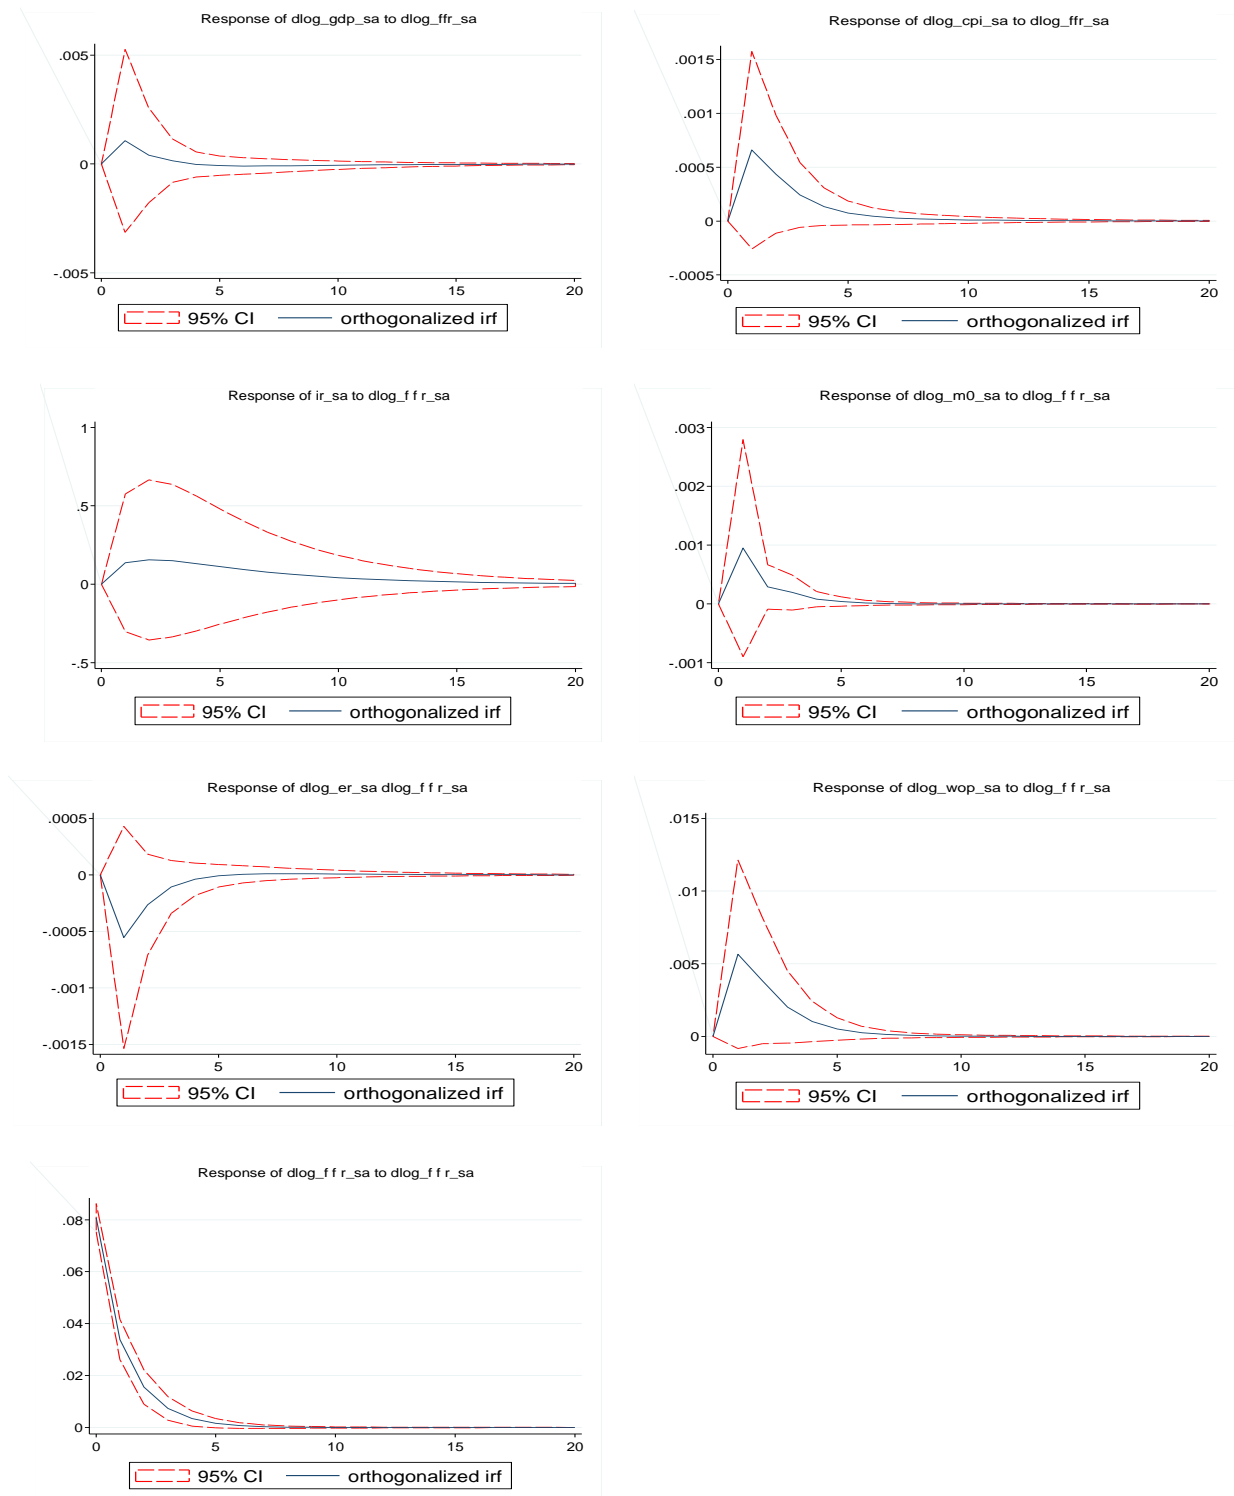 Response of dlog_gdp_sa to dlog_ffr_sa
.005
0
-.005
0 5 10 15 20
95% CI orthogonalized irf
Response of dlog_cpi_sa to dlog_ffr_sa
.0015
.001
.0005
0
-.0005
0 5 10 15 20
95% CI orthogonalized irf
Response of ir_sa to dlog_f f r_sa
1
.5
0
-.5
0 5 10 15 20
95% CI orthogonalized irf
Response of dlog_m0_sa to dlog_f f r_sa
.003
.002
.001
0
-.001
0 5 10 15 20
95% CI orthogonalized irf
Response of dlog_er_sa dlog_f f r_sa
.0005
0
-.0005
-.001
-.0015
0 5 10 15 20
95% CI orthogonalized irf
Response of dlog_wop_sa to dlog_f f r_sa
.015
.01
.005
0
0 5 10 15 20
95% CI orthogonalized irf
Response of dlog_f f r_sa to dlog_f f r_sa
.08
.06
.04
.02
0
0 5 10 15 20
95% CI orthogonalized irf